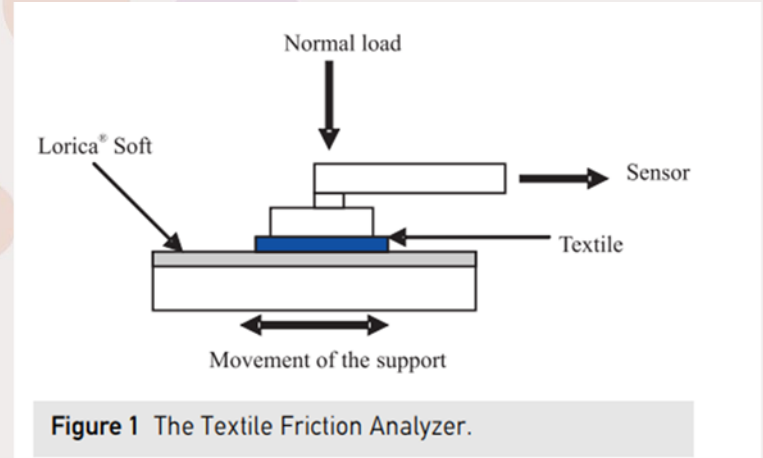 Normal load
Lorica® Soft
Sensor
Textile
Movement of the support
Figure 1 The Textile Friction Analyzer.